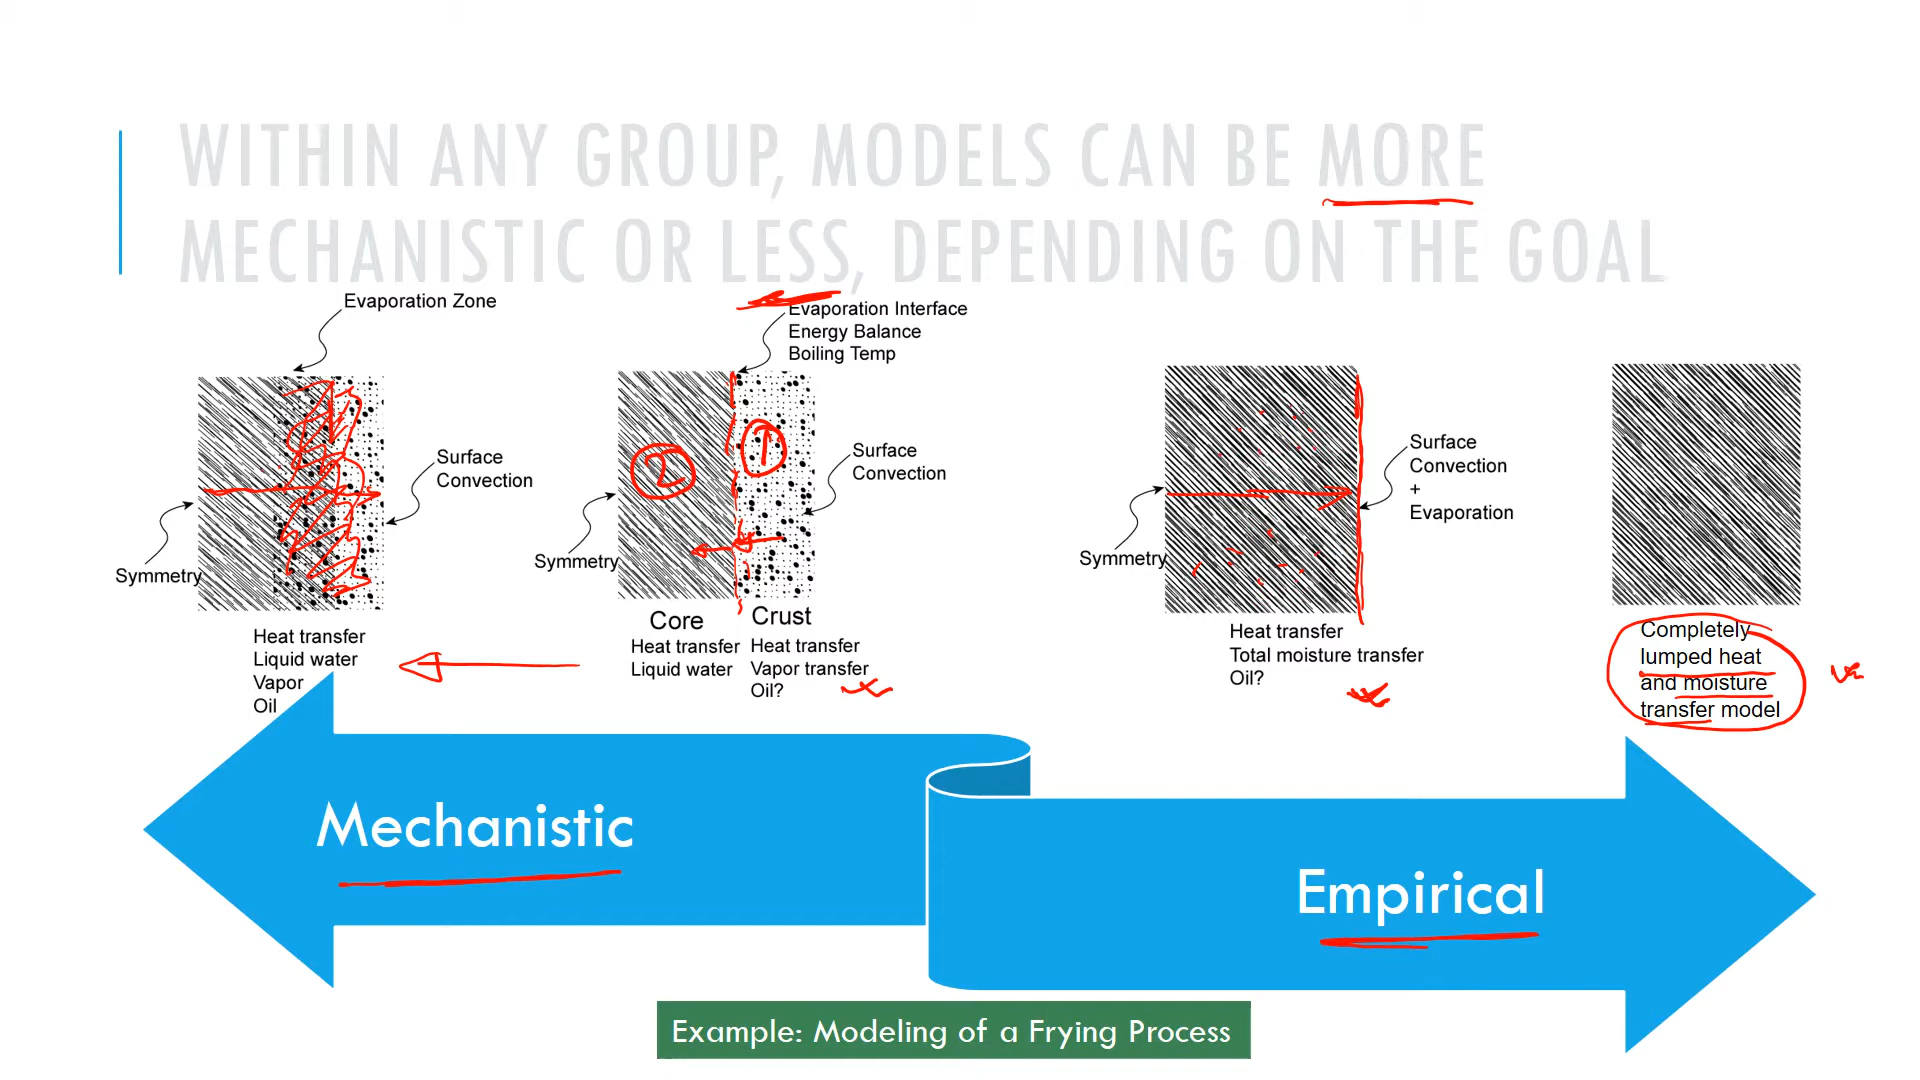 WITHIN ANY GROUP, MODELS CAN BE MORE
MECHANISTIC OR LESS, DEPENDING ON THE GOAL
Evaporation Zone
Surface
Convection
Symmetry
Heat transfer
Liquid water
Vapor
Oil
Evaporation Interface
Energy Balance
Boiling Temp
2
1
Surface
Convection
Symmetry
Core
Heat transfer
Liquid water
Crust
Heat transfer
Vapor transfer
Oil?
Surface
Convection
+
Evaporation
Symmetry
Heat transfer
Total moisture transfer
Oil?
Completely
lumped heat
and moisture
transfer model
Mechanistic
Empirical
Example: Modeling of a Frying Process